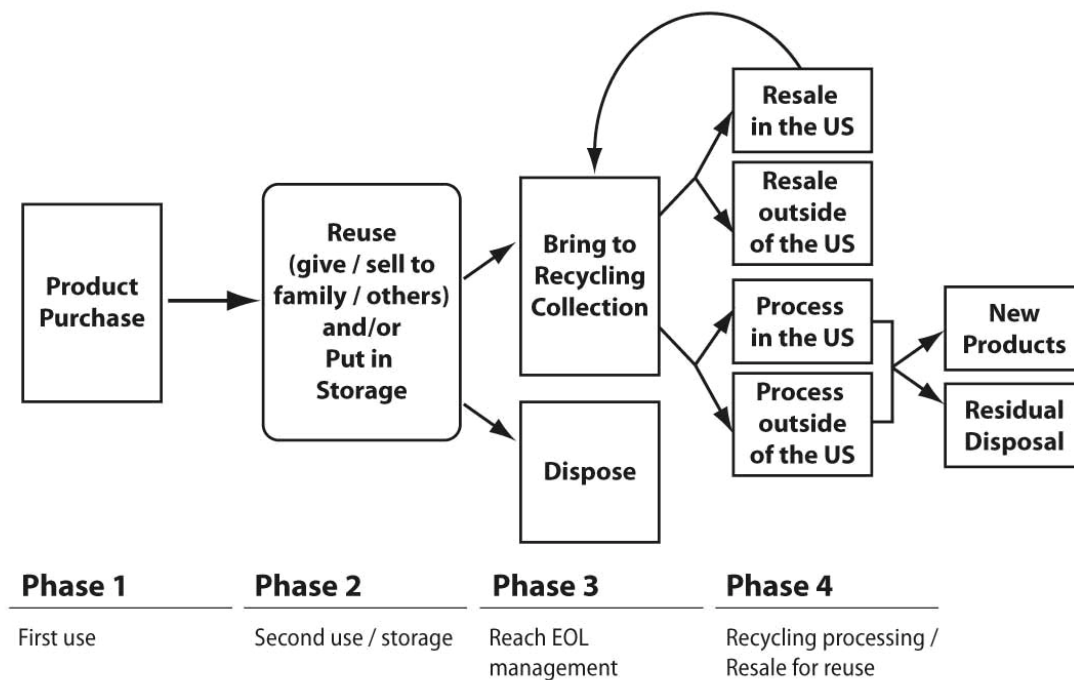 Product
Purchase
Reuse
(give / sell to
family / others)
and/or
Put in
Storage
Bring to
Recycling
Collection
Dispose
Resale
in the US
Resale
outside
of the US
Process
in the US
Process
outside
of the US
New
Products
Residual
Disposal
Phase 1
First use
Phase 2
Second use / storage
Phase 3
Reach EOL
management
Phase 4
Recycling processing /
Resale for reuse